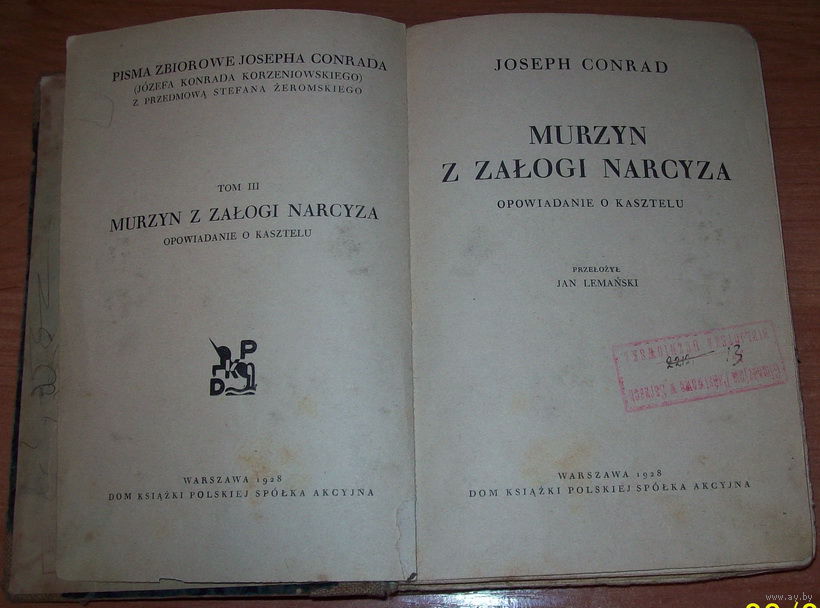 PISMA ZBIOROWE JOSEPHA CONRADA
(JÓZEFA KONRADA KORZENIOWSKIEGO)
Z PRZEDMOWĄ STEFANA ŻEROMSKIEGO
TOM III
MURZYN Z ZAŁOGI NARCYZA
OPOWIADANIE O KASZTELU
P
K
D
WARSZAWA 1928
DOM KSIĄŻKI POLSKIEJ SPÓŁKA AKCYJNA
JOSEPH CONRAD
MURZYN
Z ZAŁOGI NARCYZA
OPOWIADANIE O KASZTELU
PRZEŁOŻYŁ
JAN LEMAŃSKI
13
WARSZAWA 1928
DOM KSIĄŻKI POLSKIEJ SPÓŁKA AKCYJNA
www.ay.by